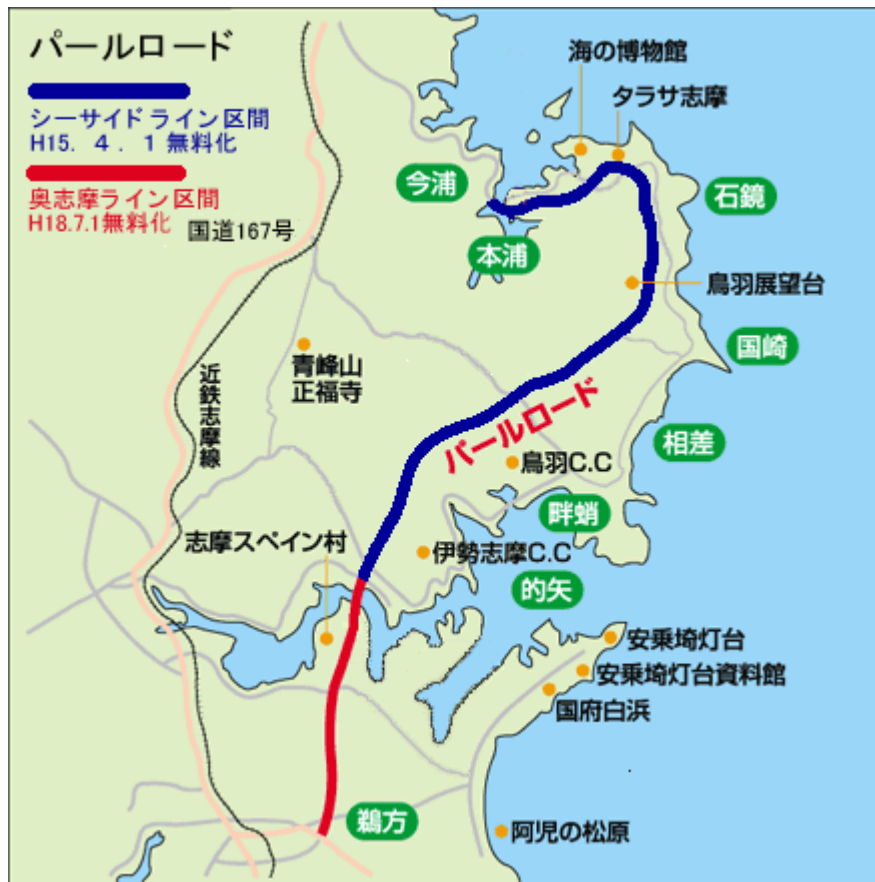 パールロード
シーサイドライン区間
H15. 4 . 1 無料化
奥志摩ライン区間
H18.7.1無料化
国道167号
海の博物館
タラサ志摩
今浦
石鏡
本浦
鳥羽展望台
国崎
青峰山
正福寺
近鉄志摩線
パールロード
相差
鳥羽C.C
畔蛸
志摩スペイン村
伊勢志摩C.C
的矢
安乗埼灯台
安乗埼灯台資料館
国府白浜
鵜方
阿児の松原